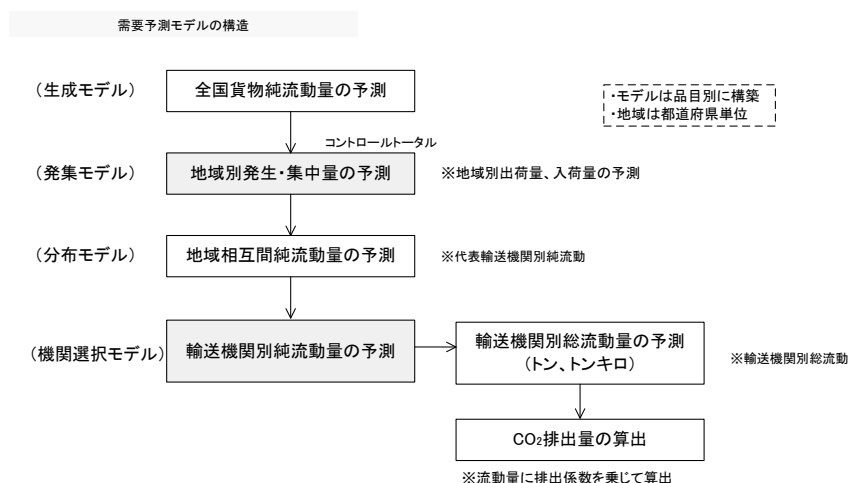 需要予測モデルの構造
（生成モデル）
全国貨物純流動量の予測
・モデルは品目別に構築
・地域は都道府県単位
コントロールトータル
（発集モデル）
地域別発生・集中量の予測
※地域別出荷量、入荷量の予測
（分布モデル）
地域相互間純流動量の予測
※代表輸送機関別純流動
（機関選択モデル）
輸送機関別純流動量の予測
輸送機関別総流動量の予測
（トン、トンキロ）
※輸送機関別総流動
CO₂排出量の算出
※流動量に排出係数を乗じて算出